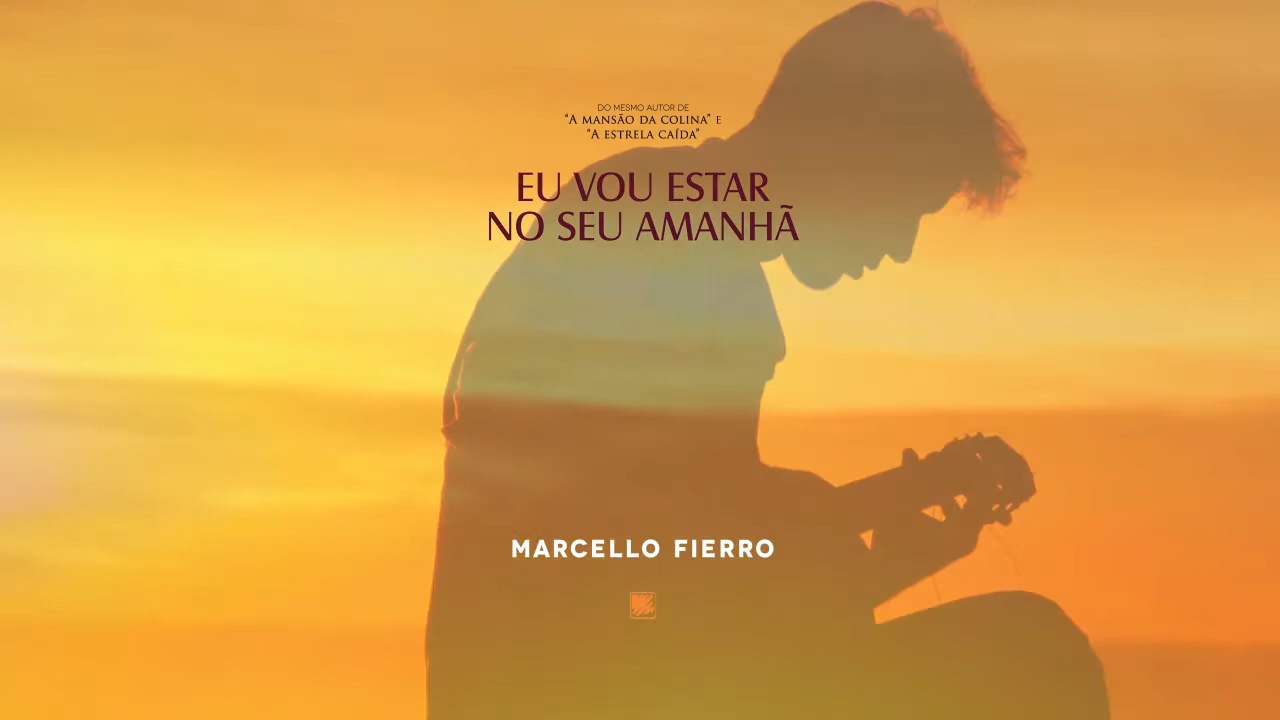 DO MESMO AUTOR DE
“A MANSÃO DA COLINA” E
“A ESTRELA CAÍDA”
EU VOU ESTAR
NO SEU AMANHÃ
MARCELLO FIERRO